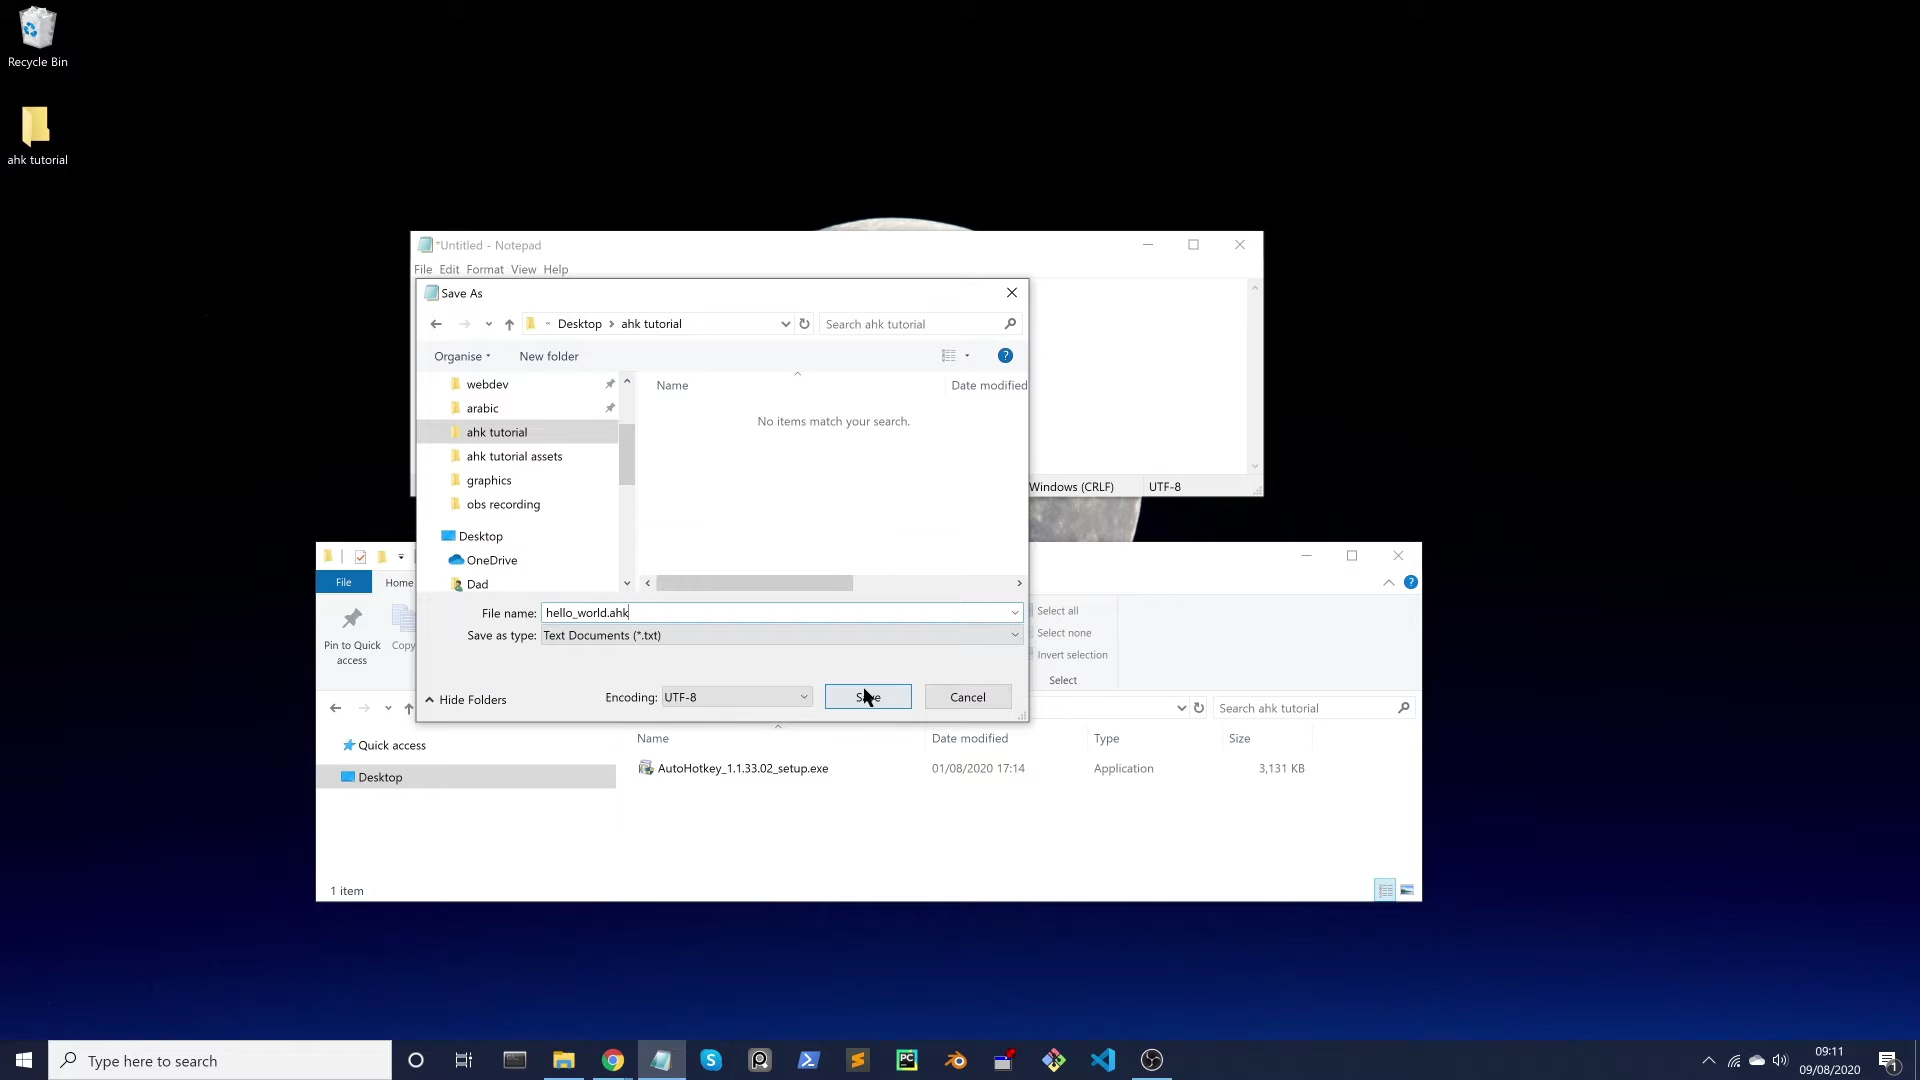 Recycle Bin
ahk tutorial
*Untitled - Notepad
File Edit Format View Help
Save As
Desktop ahk tutorial
Search ahk tutorial
Organise New folder
webdev
arabic
ahk tutorial
ahk tutorial assets
graphics
obs recording
Desktop
OneDrive
Dad
Name Date modified
No items match your search.
File name: hello_world.ahk
Save as type: Text Documents (*.txt)
Hide Folders Encoding: UTF-8 Cancel
Windows (CRLF) UTF-8
File Home
Pin to Quick access
Copy
Select all
Select none
Invert selection
Select
Search ahk tutorial
Quick access
Desktop
Name Date modified Type Size
AutoHotkey_1.1.33.02_setup.exe 01/08/2020 17:14 Application 3,131 KB
1 item
Type here to search
PC
09:11
09/08/2020
1